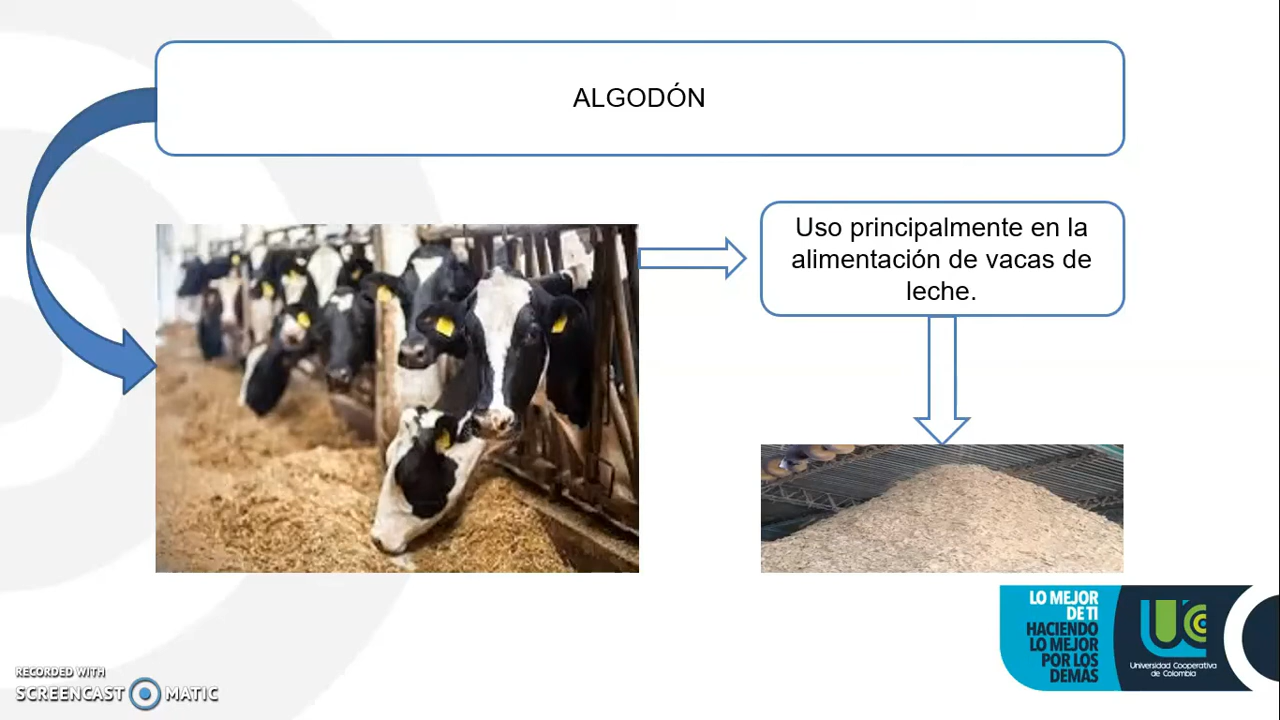 ALGODÓN
Uso principalmente en la
alimentación de vacas de
leche.
LO MEJOR
DE TI
HACIENDO
LO MEJOR
POR LOS
DEMÁS
UCC
Universidad Cooperativa
de Colombia
RECORDED WITH
SCREENCAST MATIC